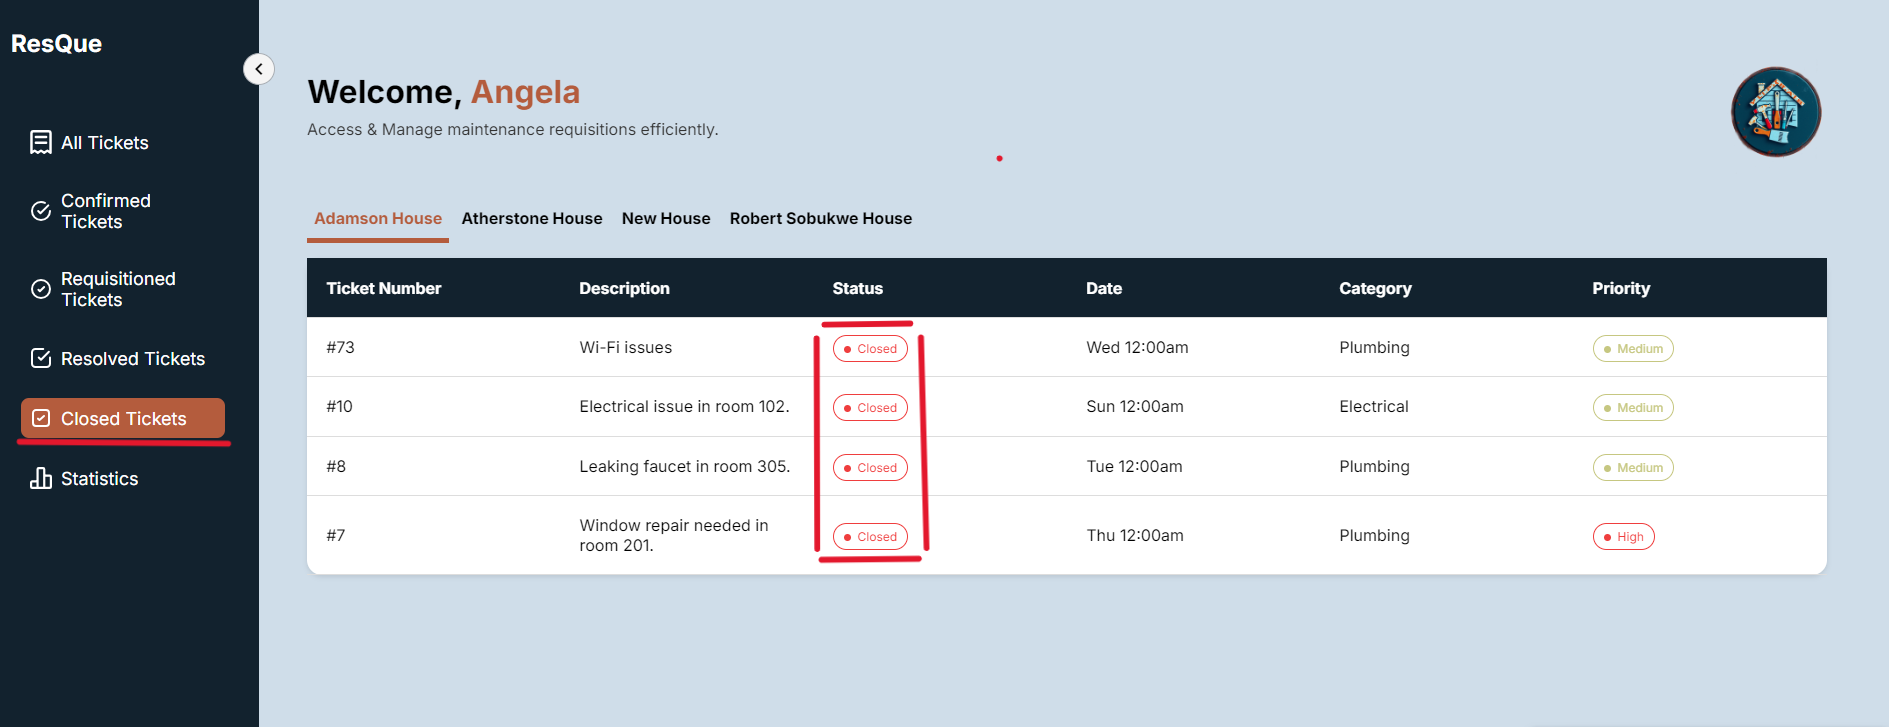 ResQue
All Tickets
Confirmed
Tickets
Requisitioned
Tickets
Resolved Tickets
Closed Tickets
Statistics
Welcome, Angela
Access & Manage maintenance requisitions efficiently.
Adamson House Atherstone House New House Robert Sobukwe House
Ticket Number Description Status Date Category Priority
#73 Wi-Fi issues Closed Wed 12:00am Plumbing Medium
#10 Electrical issue in room 102. Closed Sun 12:00am Electrical Medium
#8 Leaking faucet in room 305. Closed Tue 12:00am Plumbing Medium
#7 Window repair needed in
room 201. Closed Thu 12:00am Plumbing High